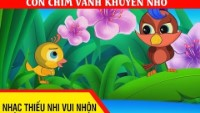 CON CHIM VÀNH KHUYÊN NHỎ
NHẠC THIẾU NHI VUI NHỘN